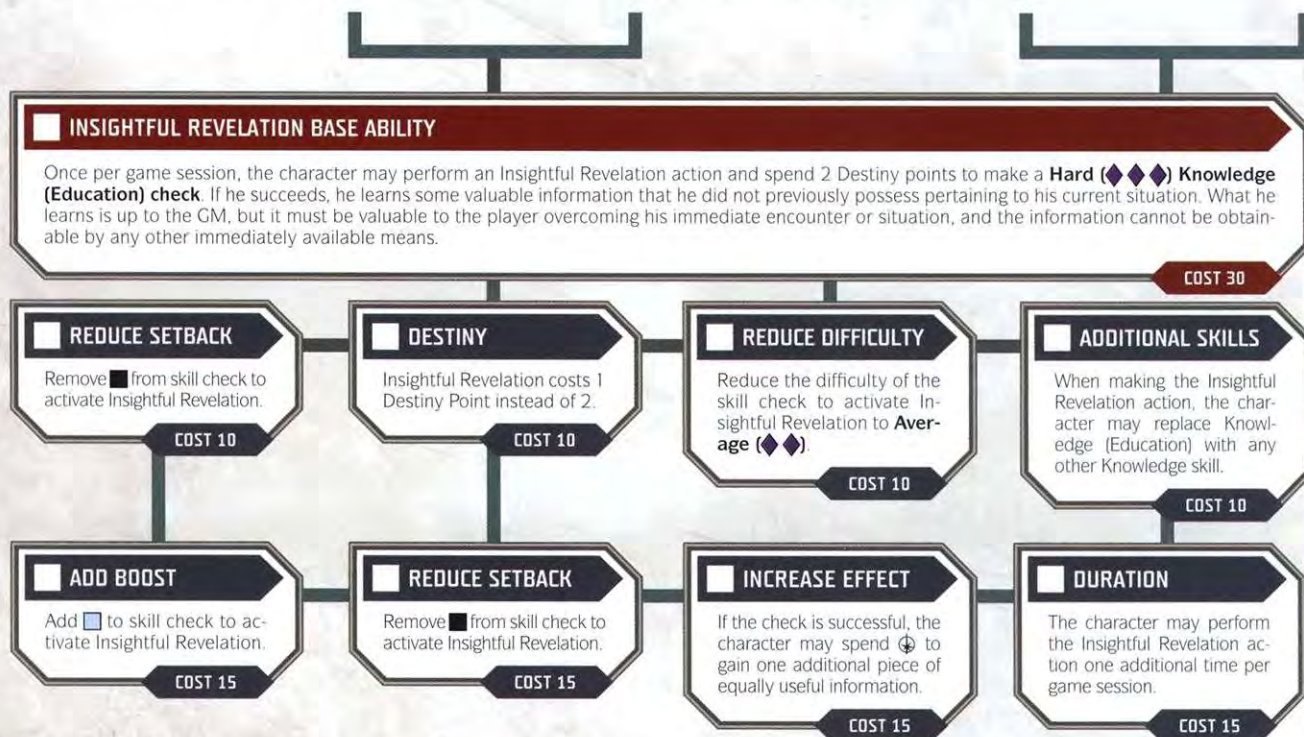 INSIGHTFUL REVELATION BASE ABILITY
Once per game session, the character may perform an Insightful Revelation action and spend 2 Destiny points to make a Hard (◆ ◆ ◆) Knowledge
(Education) check. If he succeeds, he learns some valuable information that he did not previously possess pertaining to his current situation. What he
learns is up to the GM, but it must be valuable to the player overcoming his immediate encounter or situation, and the information cannot be obtain-
able by any other immediately available means.
COST 30
REDUCE SETBACK
Remove ■ from skill check to
activate Insightful Revelation.
COST 10
DESTINY
Insightful Revelation costs 1
Destiny Point instead of 2.
COST 10
REDUCE DIFFICULTY
Reduce the difficulty of the
skill check to activate In-
sightful Revelation to Aver-
age (◆ ◆).
COST 10
ADDITIONAL SKILLS
When making the Insightful
Revelation action, the char-
acter may replace Knowl-
edge (Education) with any
other Knowledge skill.
COST 10
ADD BOOST
Add □ to skill check to ac-
tivate Insightful Revelation.
COST 15
REDUCE SETBACK
Remove ■ from skill check to
activate Insightful Revelation.
COST 15
INCREASE EFFECT
If the check is successful, the
character may spend to
gain one additional piece of
equally useful information.
COST 15
DURATION
The character may perform
the Insightful Revelation ac-
tion one additional time per
game session.
COST 15